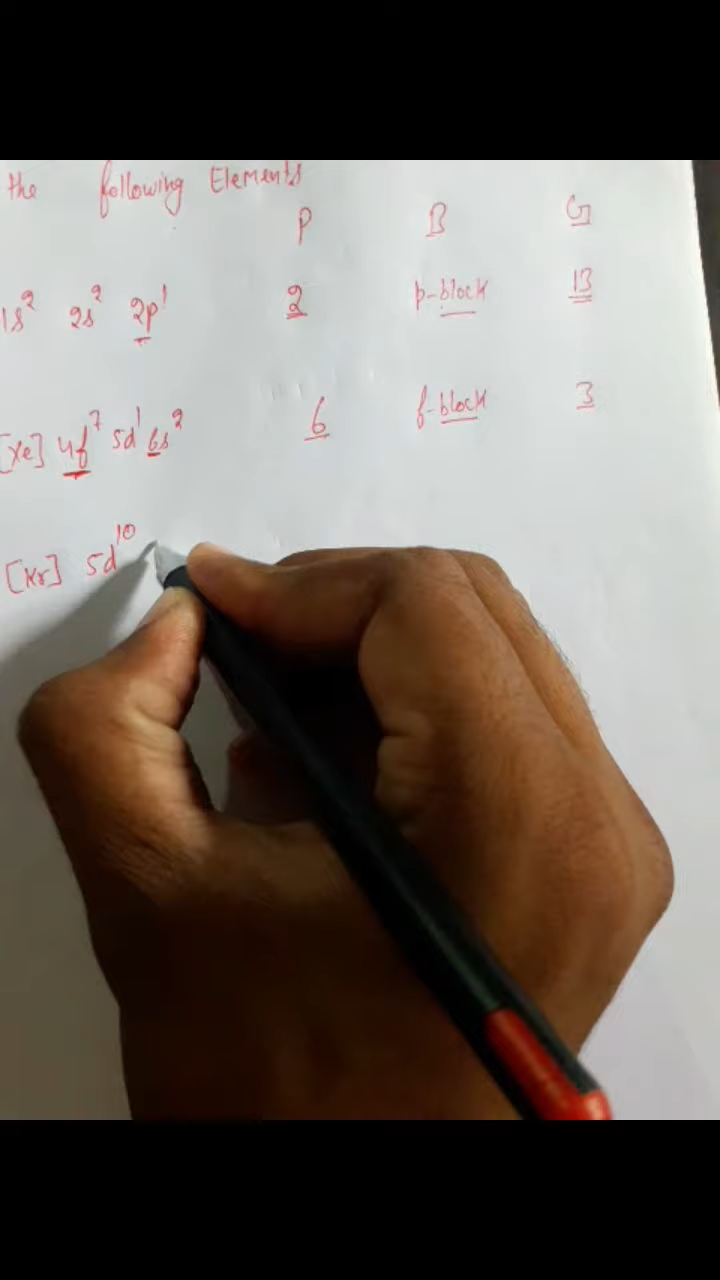 the following Elements
P B G
1s² 2s² 2p¹ 2 p-block 13
[Xe] 4f⁷ 5d¹ 6s² 6 f-block 3
[Kr] 5d¹⁰